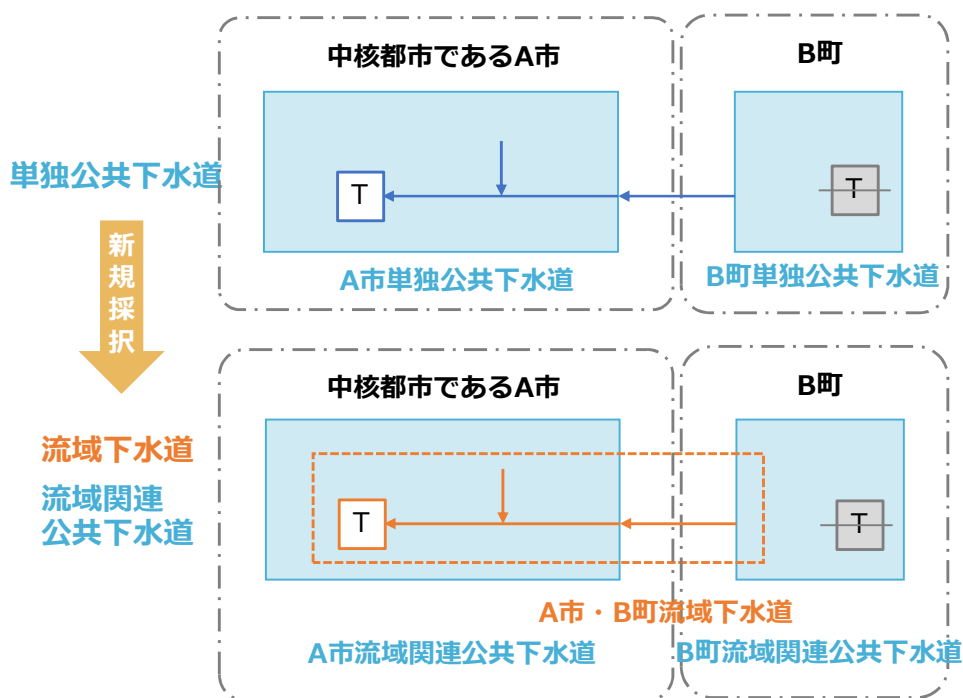 中核都市であるA市
B町
単独公共下水道
T
T
A市単独公共下水道
B町単独公共下水道
新規採択
中核都市であるA市
B町
流域下水道
流域関連
公共下水道
T
T
A市・B町流域下水道
A市流域関連公共下水道
B町流域関連公共下水道